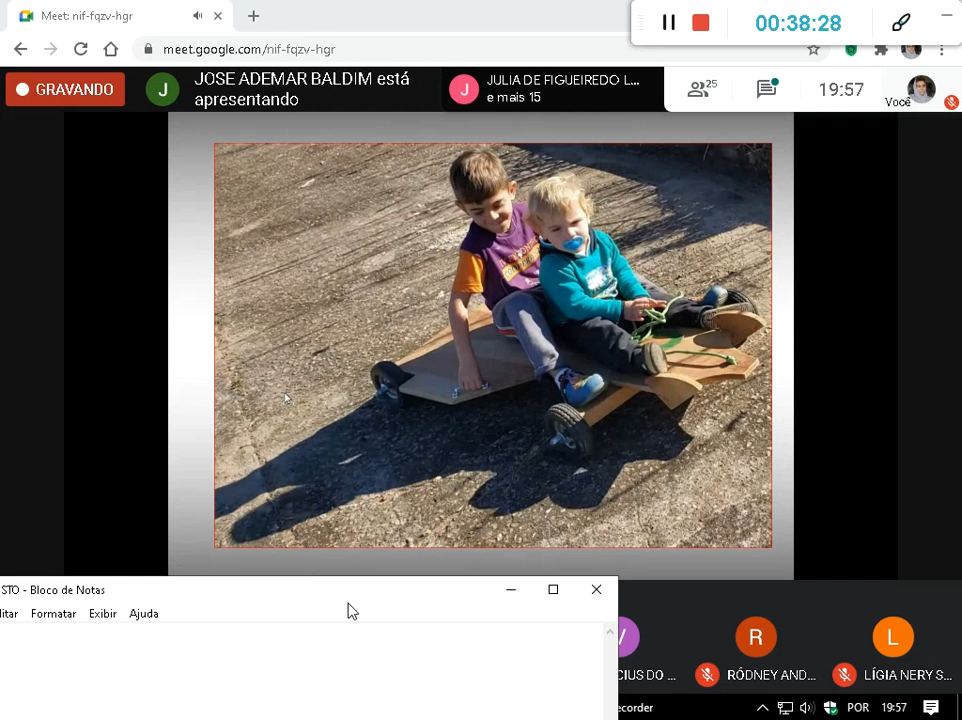 Meet: nif-fqzv-hgr
00:38:28
meet.google.com/nif-fqzv-hgr
GRAVANDO
J
JOSE ADEMAR BALDIM está
apresentando
J
JULIA DE FIGUEIREDO L...
e mais 15
25
19:57
Você
STO - Bloco de Notas
itar Formatar Exibir Ajuda
V
R
L
CIUS DO ...
RÓDNEY AND...
LÍGIA NERY S...
ecorder
POR
19:57